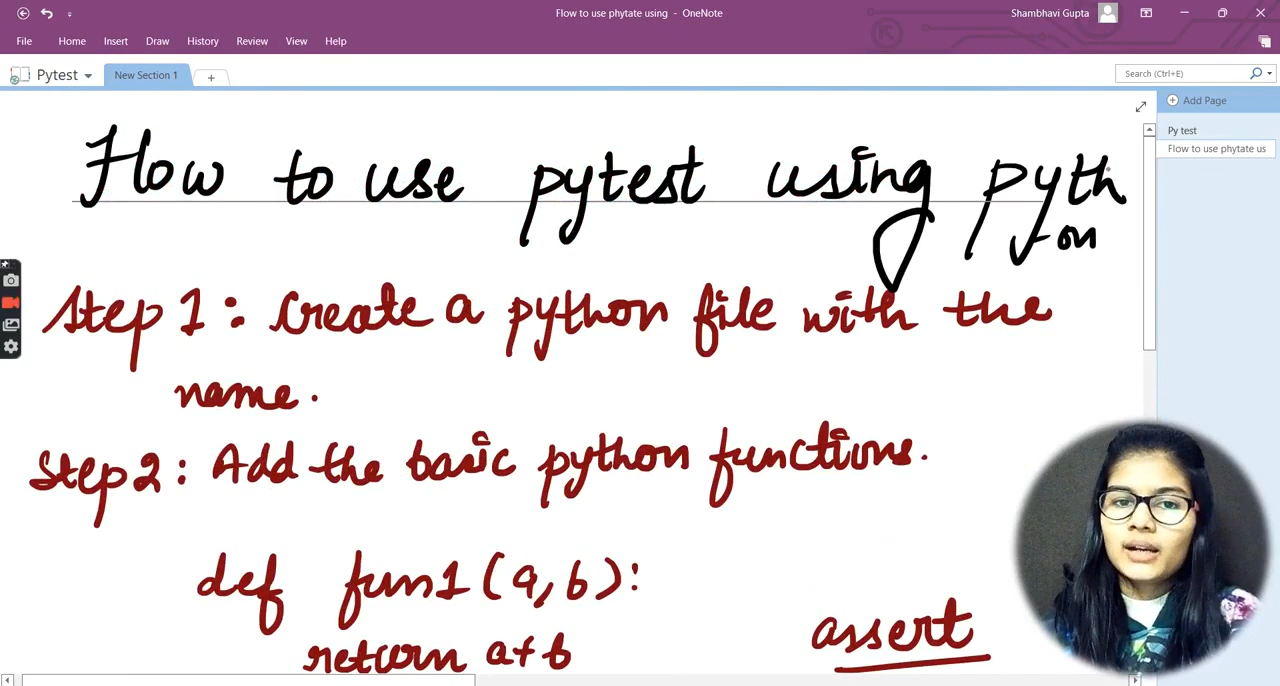 Flow to use phytate using - OneNote
Shambhavi Gupta
File Home Insert Draw History Review View Help
Pytest
New Section 1
+
Search (Ctrl+E)
Add Page
Py test
Flow to use phytate us
Flow to use pytest using pyth
-on
Step 1: Create a python file with the
name.
Step 2: Add the basic python functions.
def fun1(a,b):
return a+b
assert